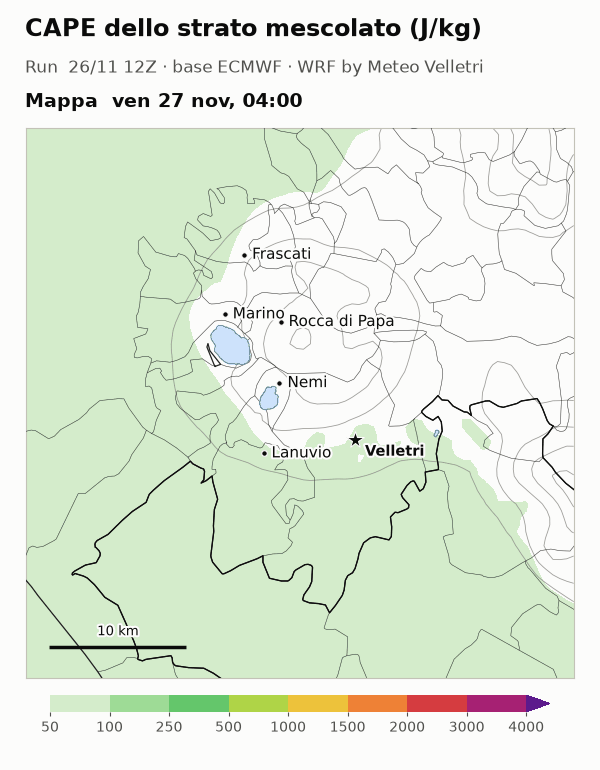 CAPE dello strato mescolato (J/kg)
Run  26/11 12Z · base ECMWF · WRF by Meteo Velletri
Mappa  ven 27 nov, 04:00
Frascati
Marino
Rocca di Papa
Nemi
Velletri
Lanuvio
10 km
50 100 250 500 1000 1500 2000 3000 4000